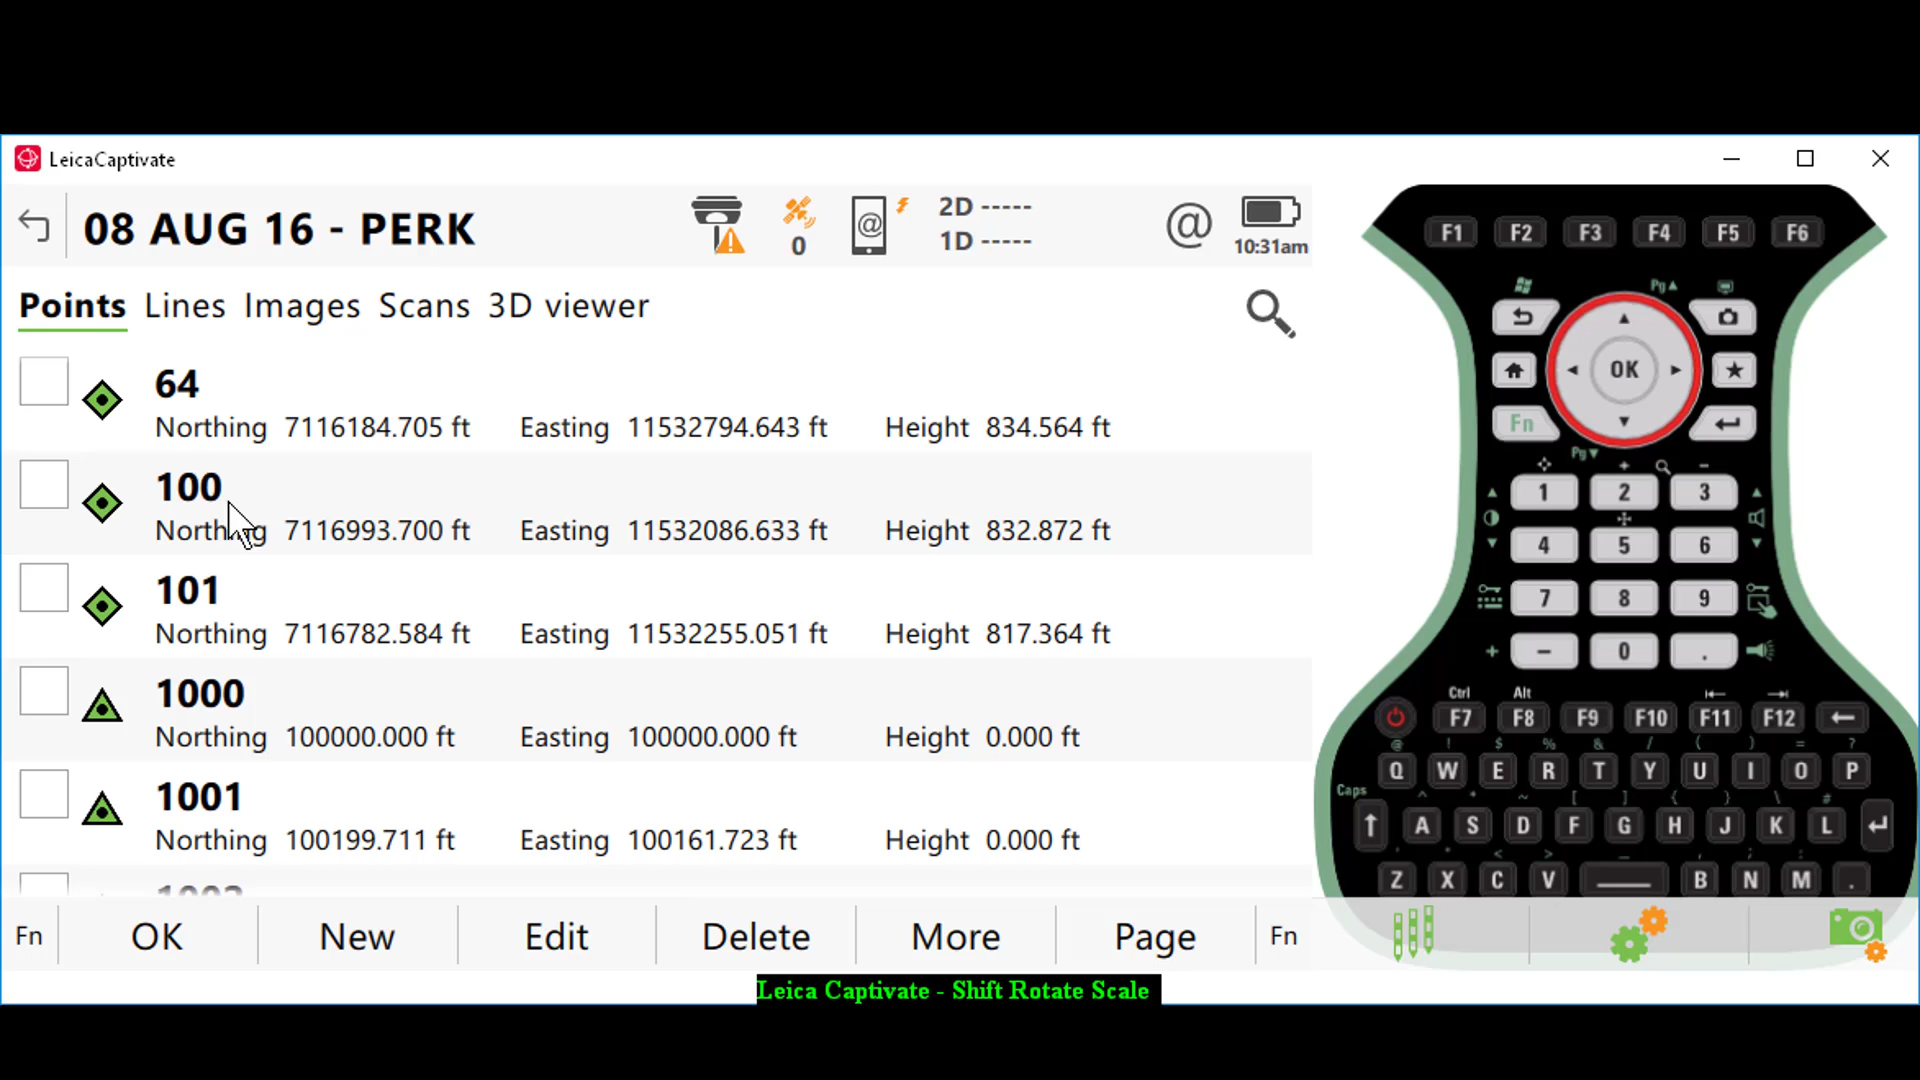 LeicaCaptivate
08 AUG 16 - PERK
0
@
2D -----
1D -----
@
10:31am
Points Lines Images Scans 3D viewer
64
Northing 7116184.705 ft Easting 11532794.643 ft Height 834.564 ft
100
Northing 7116993.700 ft Easting 11532086.633 ft Height 832.872 ft
101
Northing 7116782.584 ft Easting 11532255.051 ft Height 817.364 ft
1000
Northing 100000.000 ft Easting 100000.000 ft Height 0.000 ft
1001
Northing 100199.711 ft Easting 100161.723 ft Height 0.000 ft
Fn OK New Edit Delete More Page Fn
F1 F2 F3 F4 F5 F6
Pg▲
OK
Fn
Pg▼
+ −
1 2 3
4 5 6
7 8 9
+ − 0 .
Ctrl Alt
F7 F8 F9 F10 F11 F12
@ ! $ % & / ( ) = ?
Q W E R T Y U I O P
Caps ^ * ~ [ ] { } \ #
A S D F G H J K L
< > _ , ; :
Z X C V B N M .
Leica Captivate - Shift Rotate Scale